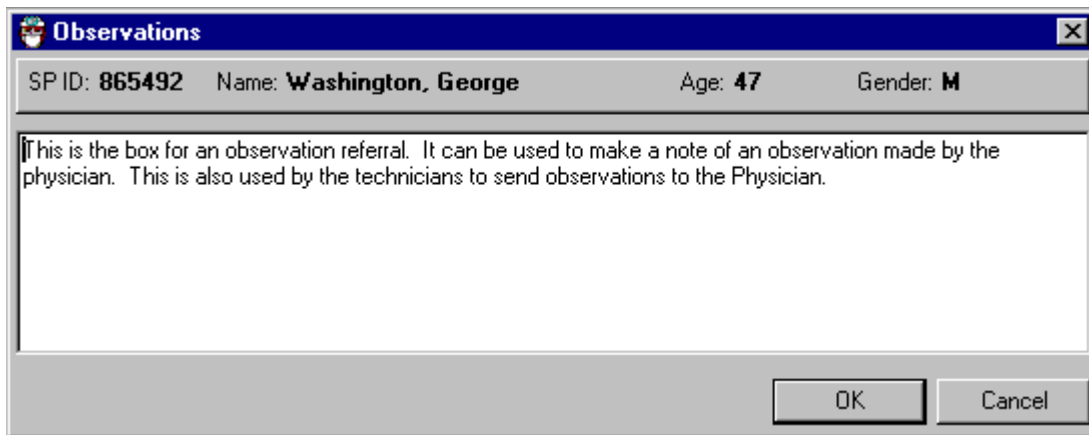 Observations
SP ID: 865492 Name: Washington, George Age: 47 Gender: M
This is the box for an observation referral. It can be used to make a note of an observation made by the
physician. This is also used by the technicians to send observations to the Physician.
OK Cancel